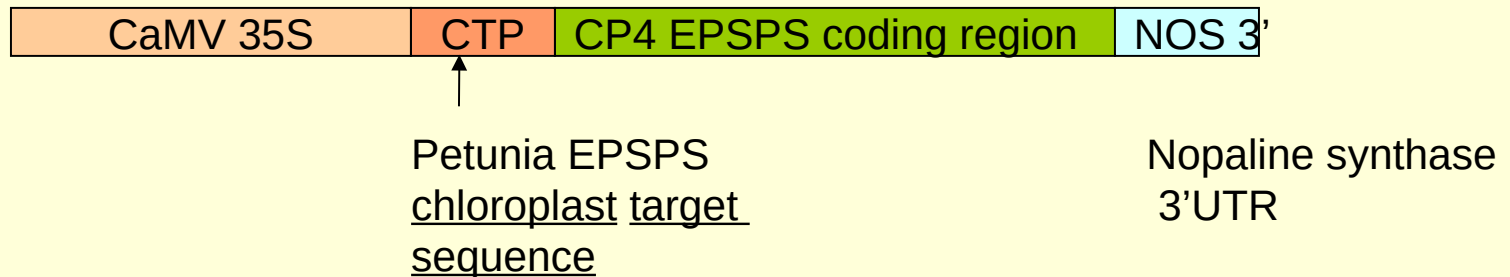 CaMV 35S CTP CP4 EPSPS coding region NOS 3’
Petunia EPSPS
chloroplast target
sequence
Nopaline synthase
3’UTR